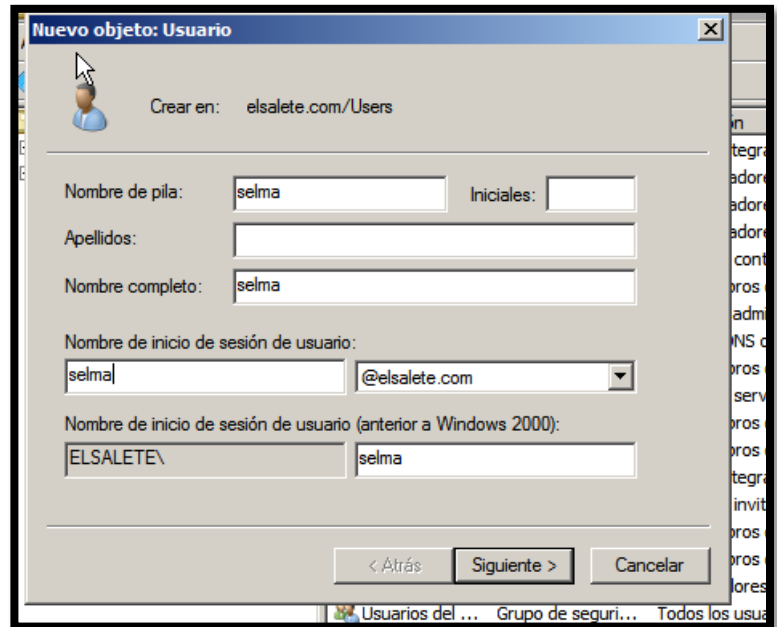 Nuevo objeto: Usuario
Crear en: elsalete.com/Users
Nombre de pila: selma Iniciales:
Apellidos:
Nombre completo: selma
Nombre de inicio de sesión de usuario:
selma @elsalete.com
Nombre de inicio de sesión de usuario (anterior a Windows 2000):
ELSALETE\ selma
< Atrás Siguiente > Cancelar
Usuarios del ... Grupo de seguri... Todos los usua